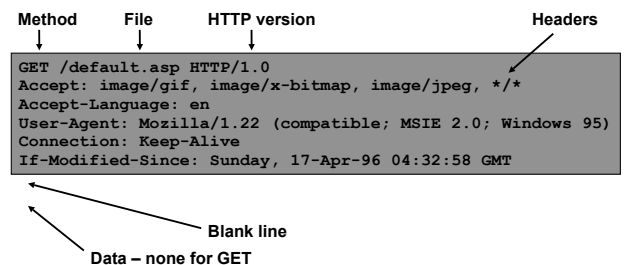 Method File HTTP version Headers
GET /default.asp HTTP/1.0
Accept: image/gif, image/x-bitmap, image/jpeg, */*
Accept-Language: en
User-Agent: Mozilla/1.22 (compatible; MSIE 2.0; Windows 95)
Connection: Keep-Alive
If-Modified-Since: Sunday, 17-Apr-96 04:32:58 GMT
Blank line
Data – none for GET